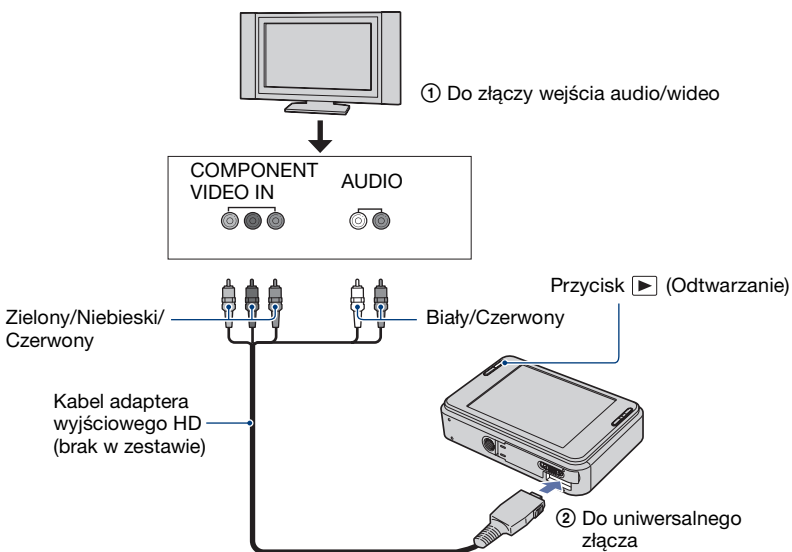 ① Do złączy wejścia audio/wideo
COMPONENT
VIDEO IN
AUDIO
Przycisk ▶ (Odtwarzanie)
Zielony/Niebieski/
Czerwony
Biały/Czerwony
Kabel adaptera
wyjściowego HD
(brak w zestawie)
② Do uniwersalnego
złącza